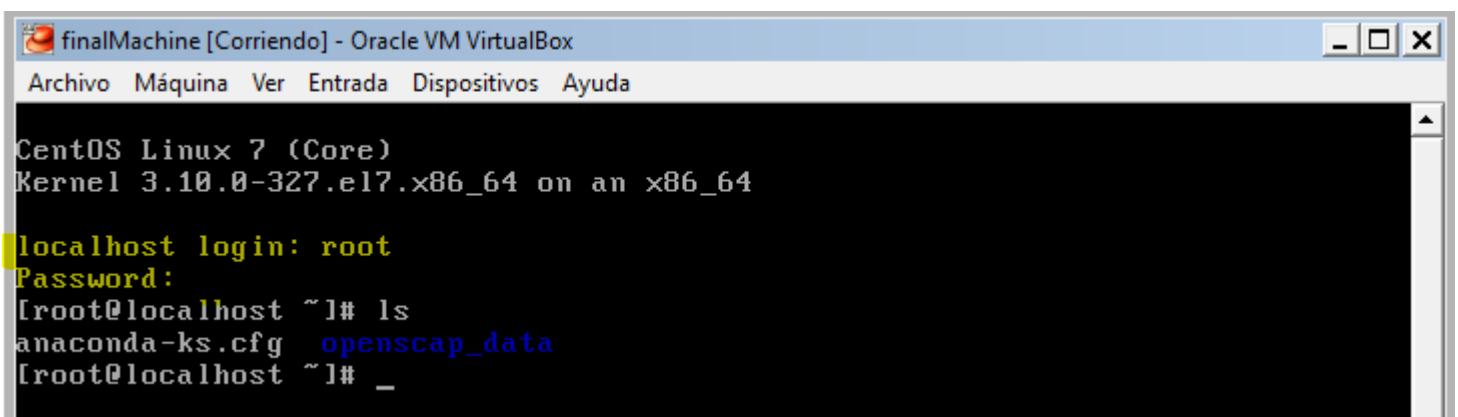 finalMachine [Corriendo] - Oracle VM VirtualBox
Archivo Máquina Ver Entrada Dispositivos Ayuda
CentOS Linux 7 (Core)
Kernel 3.10.0-327.el7.x86_64 on an x86_64
localhost login: root
Password:
[root@localhost ~]# ls
anaconda-ks.cfg openscap_data
[root@localhost ~]# _